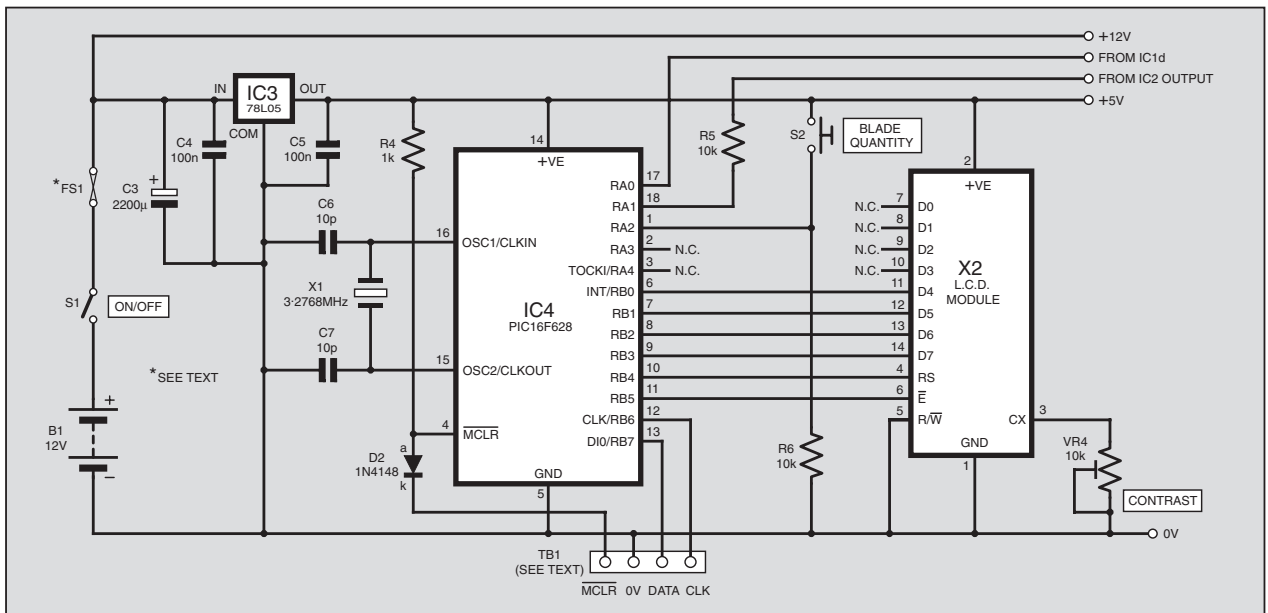 +12V
FROM IC1d
FROM IC2 OUTPUT
+5V
IN
IC3
78L05
OUT
COM
C4
100n
C5
100n
R4
1k
14
+VE
R5
10k
S2
BLADE
QUANTITY
2
+VE
*FS1
C3
2200µ
+
C6
10p
16
OSC1/CLKIN
X1
3·2768MHz
C7
10p
15
OSC2/CLKOUT
IC4
PIC16F628
RA0
17
RA1
18
RA2
1
RA3
2
N.C.
TOCKI/RA4
3
N.C.
INT/RB0
6
RB1
7
RB2
8
RB3
9
RB4
10
RB5
11
CLK/RB6
12
DI0/RB7
13
N.C.
7
D0
N.C.
8
D1
N.C.
9
D2
N.C.
10
D3
11
D4
12
D5
13
D6
14
D7
4
RS
6
E
5
R/W
X2
L.C.D.
MODULE
CX
3
GND
1
VR4
10k
CONTRAST
S1
ON/OFF
*SEE TEXT
B1
12V
+
−
4
MCLR
D2
1N4148
a
k
GND
5
R6
10k
0V
TB1
(SEE TEXT)
MCLR 0V DATA CLK